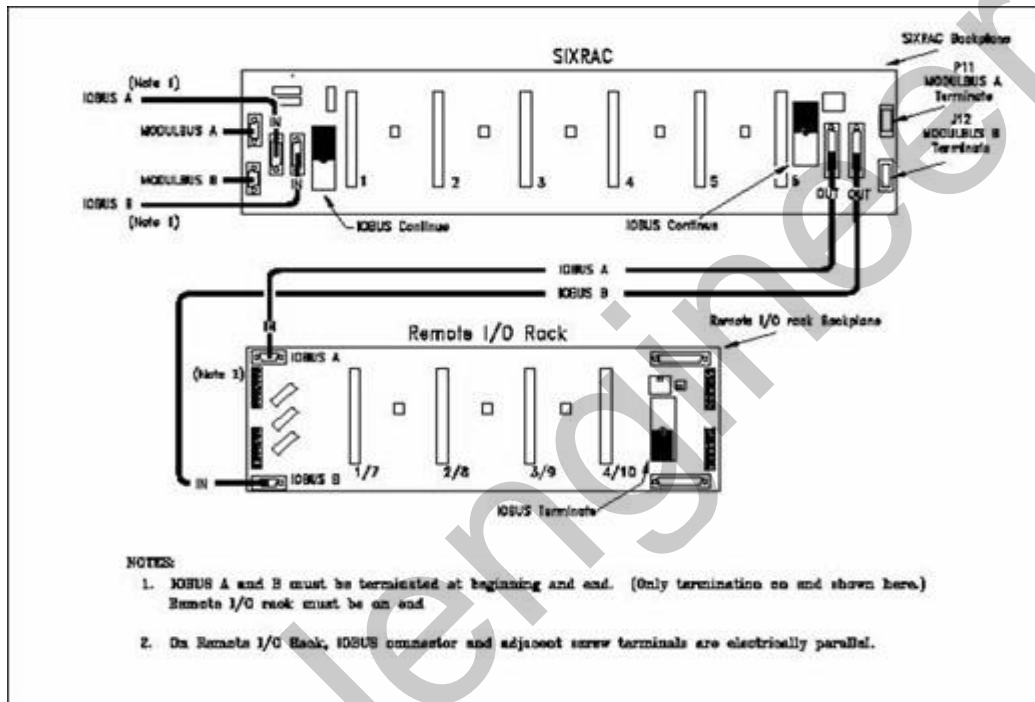 SIXRAC
SIXRAC Backplane
P11
MODULBUS A
Terminate
J12
MODULBUS B
Terminate
(Note 1)
IOBUS A
IN
MODULBUS A
MODULBUS B
IN
IOBUS B
(Note 1)
1
2
3
4
5
6
OUT OUT
IOBUS Continue
IOBUS Continue
IOBUS A
IOBUS B
IN
Remote I/O Rack
Remote I/O rack Backplane
IOBUS A
1/7
2/8
3/9
4/10
IN
IOBUS B
IOBUS Terminate
NOTES:
1. IOBUS A and B must be terminated at beginning and end. (Only termination on end shown here.)
Remote I/O rack must be on end
2. On Remote I/O Rack, IOBUS connector and adjacent screw terminals are electrically parallel.
lengineer